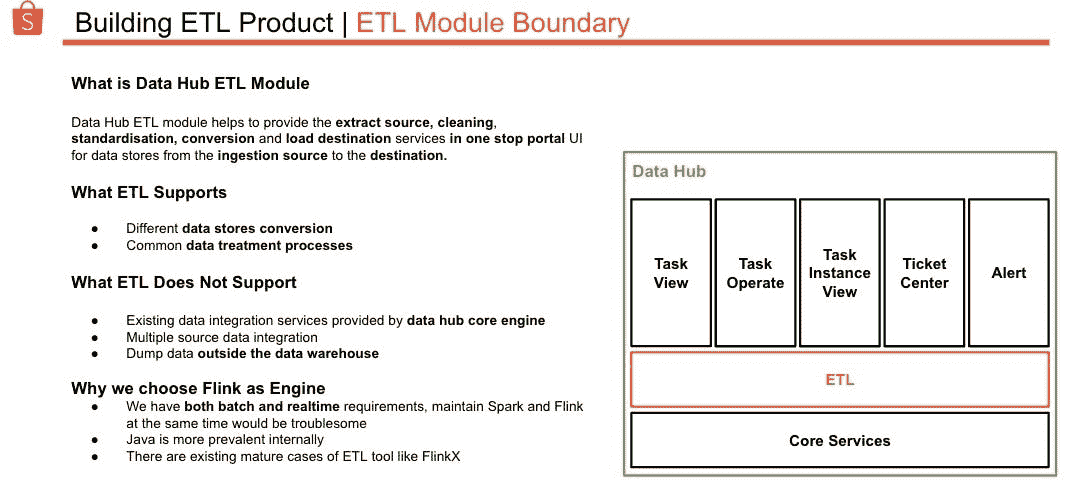 S
Building ETL Product | ETL Module Boundary
What is Data Hub ETL Module
Data Hub ETL module helps to provide the extract source, cleaning,
standardisation, conversion and load destination services in one stop portal UI
for data stores from the ingestion source to the destination.
What ETL Supports
● Different data stores conversion
● Common data treatment processes
What ETL Does Not Support
● Existing data integration services provided by data hub core engine
● Multiple source data integration
● Dump data outside the data warehouse
Why we choose Flink as Engine
● We have both batch and realtime requirements, maintain Spark and Flink
at the same time would be troublesome
● Java is more prevalent internally
● There are existing mature cases of ETL tool like FlinkX
Data Hub
Task
View
Task
Operate
Task
Instance
View
Ticket
Center
Alert
ETL
Core Services